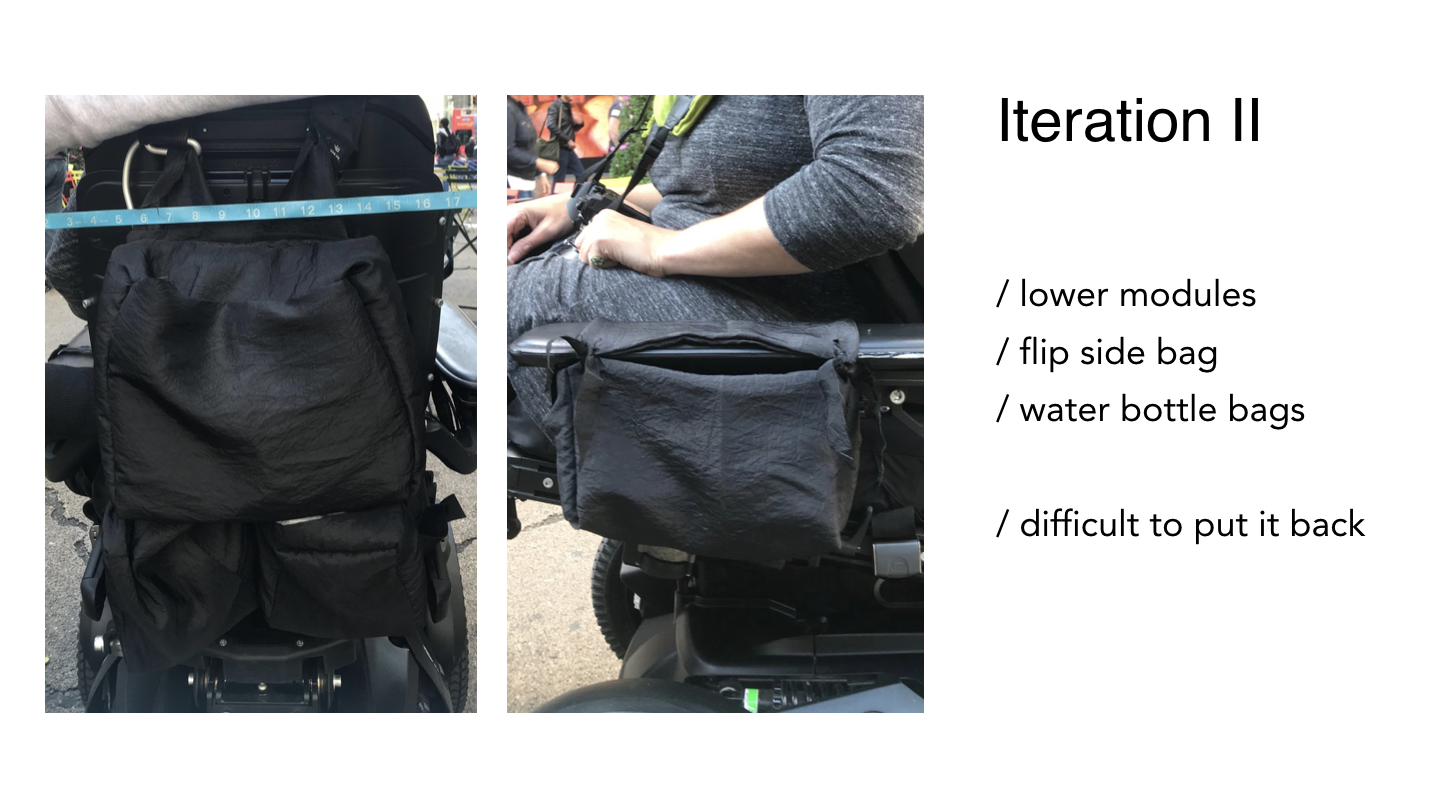 Iteration II
3 4 5 6 7 8 9 10 11 12 13 14 15 16 17
/ lower modules
/ flip side bag
/ water bottle bags
/ difficult to put it back